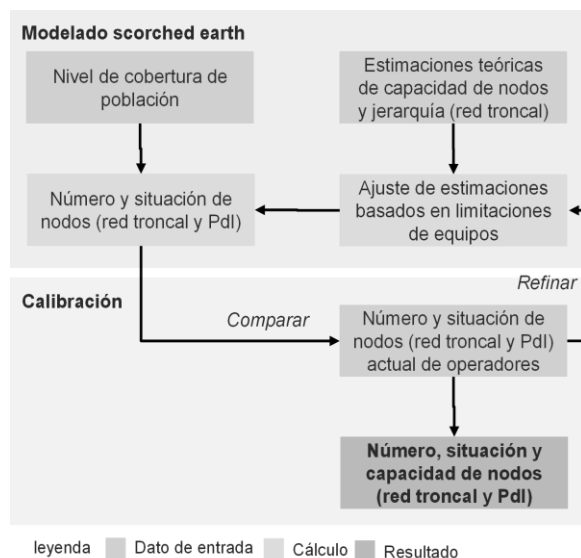 Modelado scorched earth
Nivel de cobertura de
población
Estimaciones teóricas
de capacidad de nodos
y jerarquía (red troncal)
Número y situación de
nodos (red troncal y PdI)
Ajuste de estimaciones
basados en limitaciones
de equipos
Calibración
Refinar
Comparar
Número y situación de
nodos (red troncal y PdI)
actual de operadores
Número, situación y
capacidad de nodos
(red troncal y PdI)
leyenda Dato de entrada Cálculo Resultado